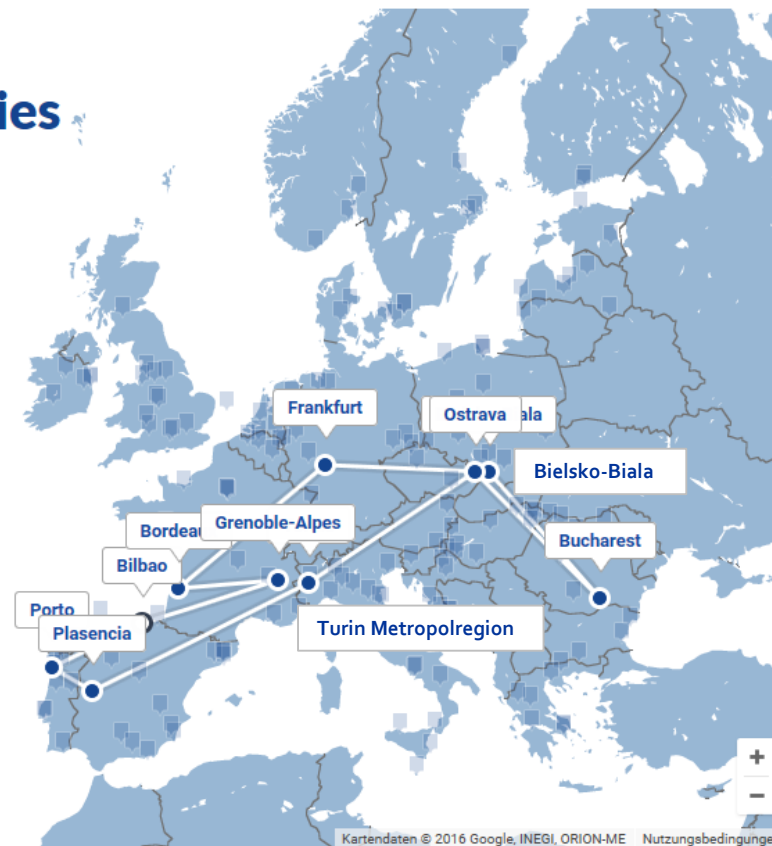 ies
Frankfurt
Ostrava
ala
Bielsko-Biala
Grenoble-Alpes
Bordeau
Bucharest
Bilbao
Porto
Plasencia
Turin Metropolregion
+
−
Kartendaten © 2016 Google, INEGI, ORION-ME Nutzungsbedingunge